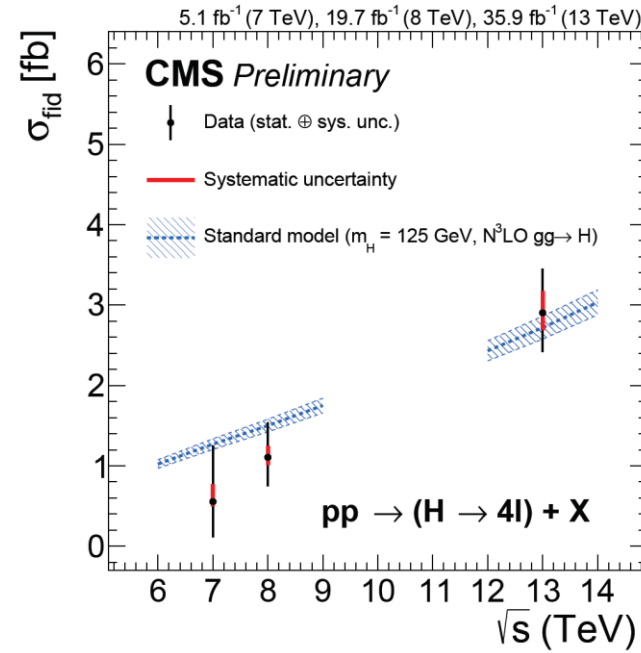 5.1 fb⁻¹ (7 TeV), 19.7 fb⁻¹ (8 TeV), 35.9 fb⁻¹ (13 TeV)
σ_fid [fb]
6
5
4
3
2
1
0
CMS Preliminary
Data (stat. ⊕ sys. unc.)
Systematic uncertainty
Standard model (m_H = 125 GeV, N³LO gg→ H)
pp → (H → 4l) + X
6 7 8 9 10 11 12 13 14
√s (TeV)